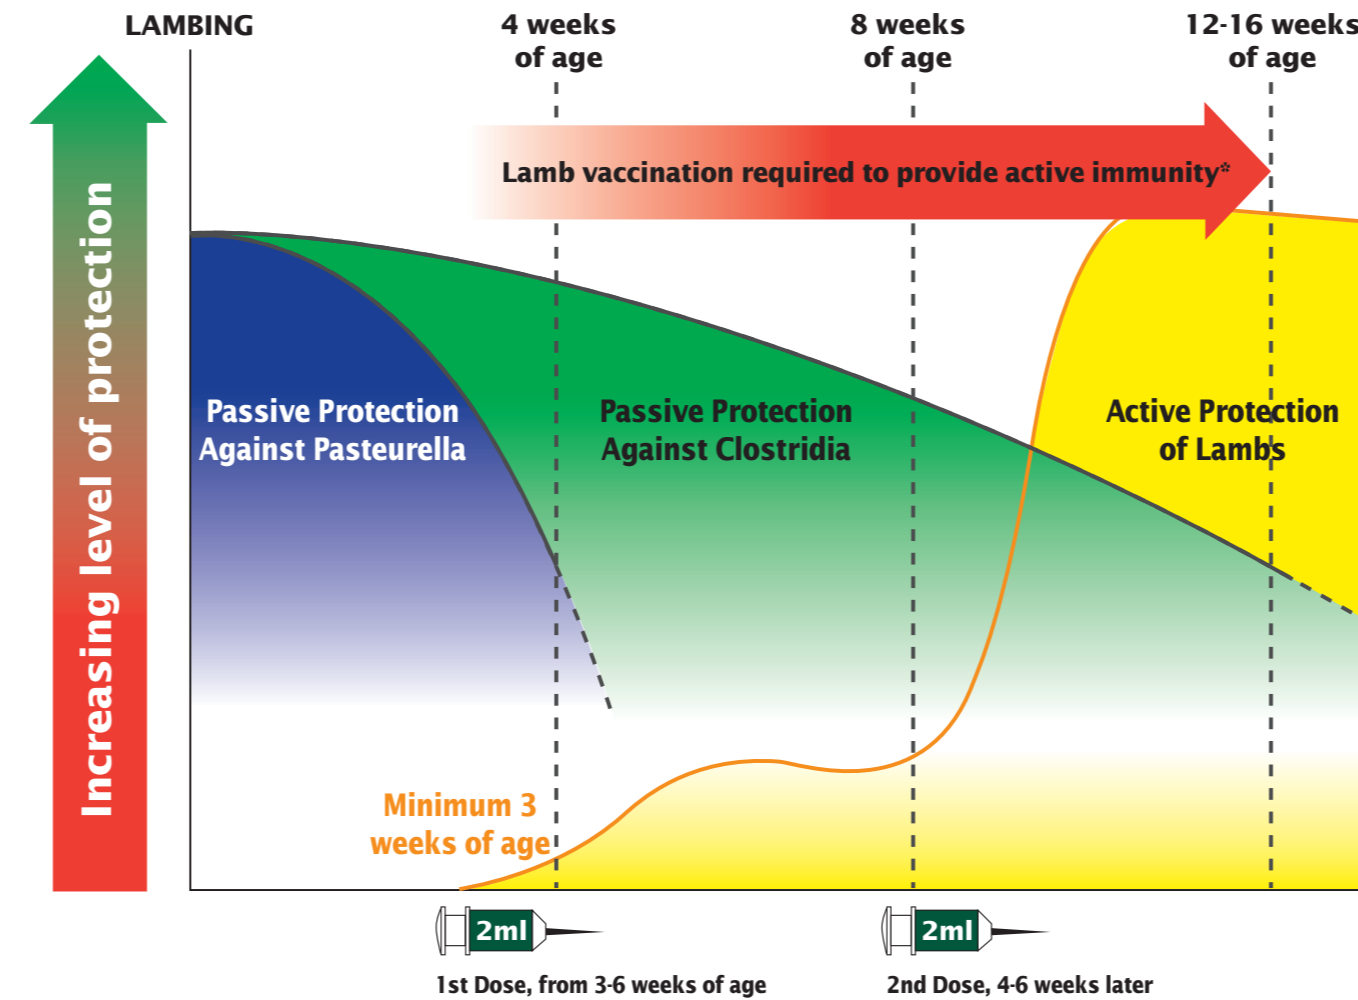 LAMBING
4 weeks
of age
8 weeks
of age
12-16 weeks
of age
Increasing level of protection
Lamb vaccination required to provide active immunity*
Passive Protection
Against Pasteurella
Passive Protection
Against Clostridia
Active Protection
of Lambs
Minimum 3
weeks of age
2ml
2ml
1st Dose, from 3-6 weeks of age
2nd Dose, 4-6 weeks later